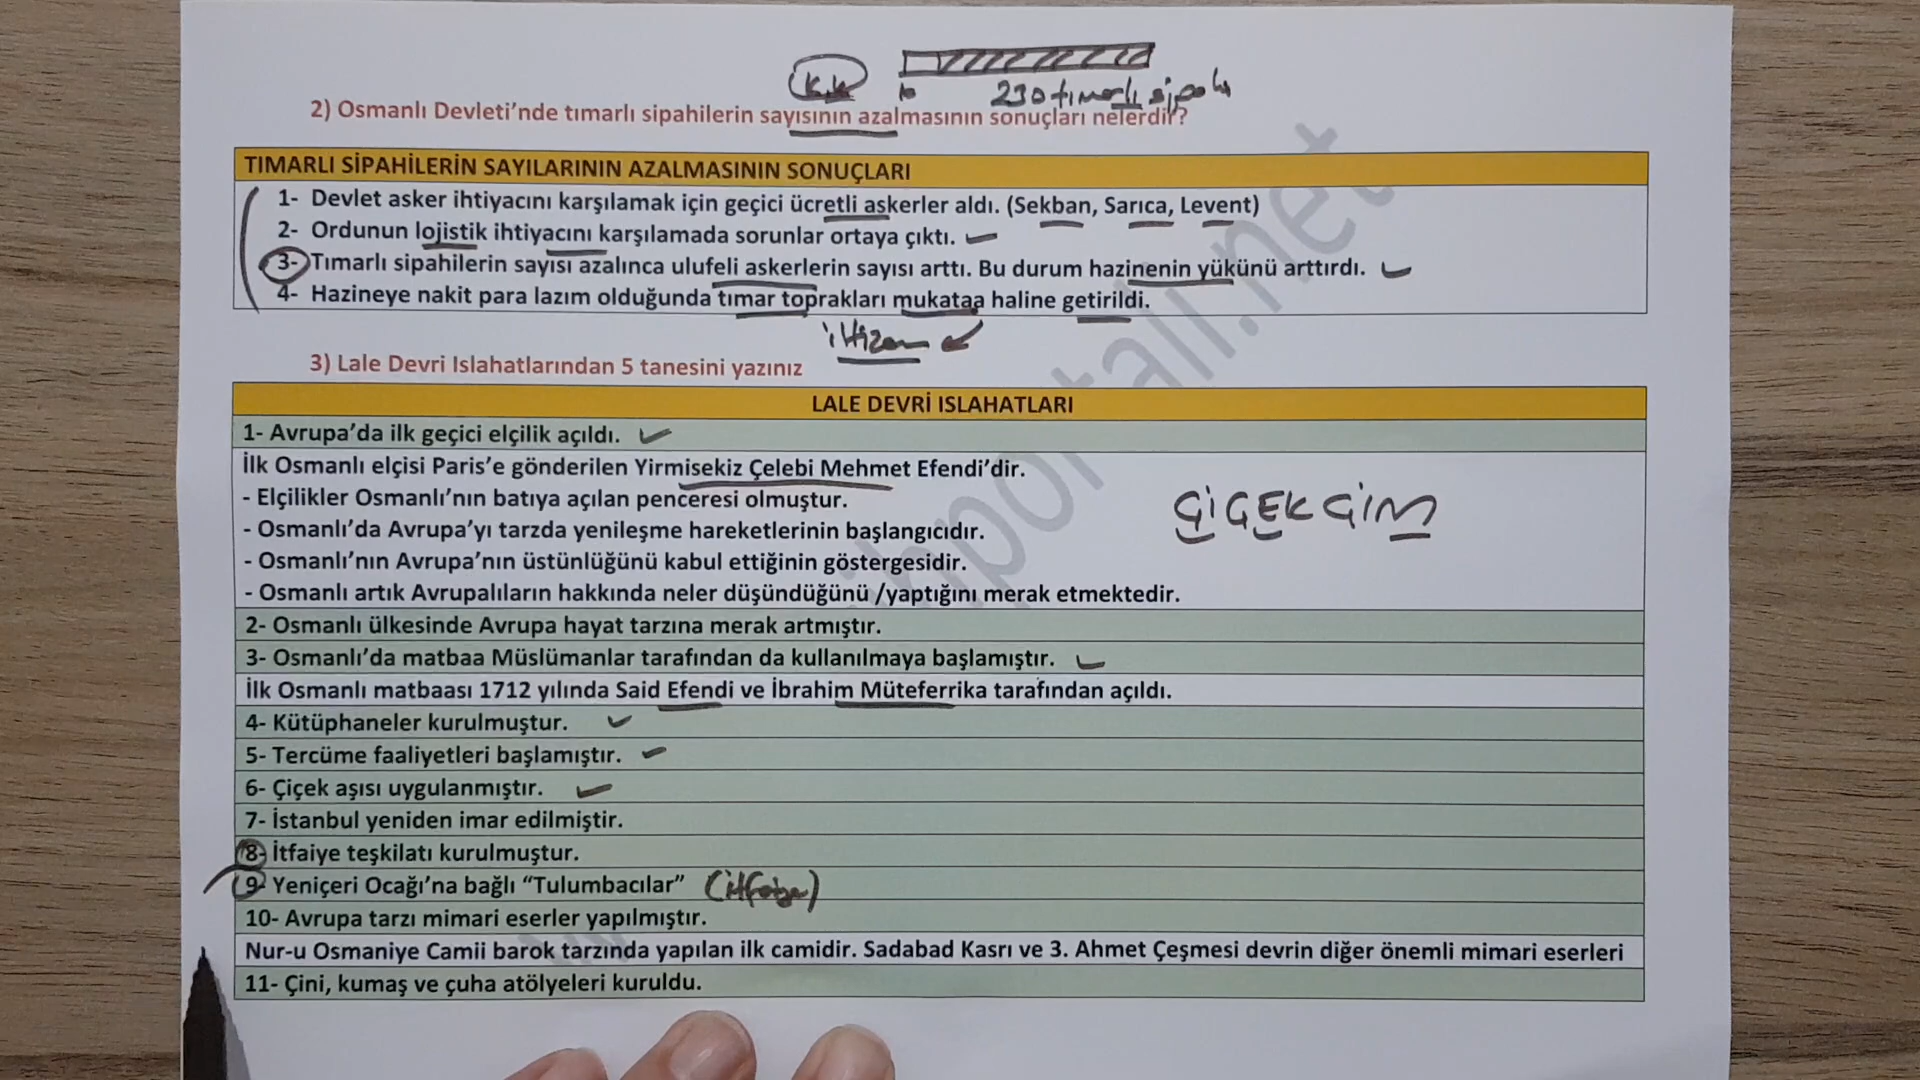 K.K
10 230 tımarlı sipahi
2) Osmanlı Devleti’nde tımarlı sipahilerin sayısının azalmasının sonuçları nelerdir?
TIMARLI SİPAHİLERİN SAYILARININ AZALMASININ SONUÇLARI
1- Devlet asker ihtiyacını karşılamak için geçici ücretli askerler aldı. (Sekban, Sarıca, Levent)
2- Ordunun lojistik ihtiyacını karşılamada sorunlar ortaya çıktı.
3- Tımarlı sipahilerin sayısı azalınca ulufeli askerlerin sayısı arttı. Bu durum hazinenin yükünü arttırdı.
4- Hazineye nakit para lazım olduğunda tımar toprakları mukataa haline getirildi.
iltizam
3) Lale Devri Islahatlarından 5 tanesini yazınız
LALE DEVRİ ISLAHATLARI
1- Avrupa’da ilk geçici elçilik açıldı.
İlk Osmanlı elçisi Paris’e gönderilen Yirmisekiz Çelebi Mehmet Efendi’dir.
- Elçilikler Osmanlı’nın batıya açılan penceresi olmuştur.
ÇİÇEKÇİM
- Osmanlı’da Avrupa’yı tarzda yenileşme hareketlerinin başlangıcıdır.
- Osmanlı’nın Avrupa’nın üstünlüğünü kabul ettiğinin göstergesidir.
- Osmanlı artık Avrupalıların hakkında neler düşündüğünü /yaptığını merak etmektedir.
2- Osmanlı ülkesinde Avrupa hayat tarzına merak artmıştır.
3- Osmanlı’da matbaa Müslümanlar tarafından da kullanılmaya başlamıştır.
İlk Osmanlı matbaası 1712 yılında Said Efendi ve İbrahim Müteferrika tarafından açıldı.
4- Kütüphaneler kurulmuştur.
5- Tercüme faaliyetleri başlamıştır.
6- Çiçek aşısı uygulanmıştır.
7- İstanbul yeniden imar edilmiştir.
8- İtfaiye teşkilatı kurulmuştur.
9- Yeniçeri Ocağı’na bağlı “Tulumbacılar” (itfaiye)
10- Avrupa tarzı mimari eserler yapılmıştır.
Nur-u Osmaniye Camii barok tarzında yapılan ilk camidir. Sadabad Kasrı ve 3. Ahmet Çeşmesi devrin diğer önemli mimari eserleri
11- Çini, kumaş ve çuha atölyeleri kuruldu.